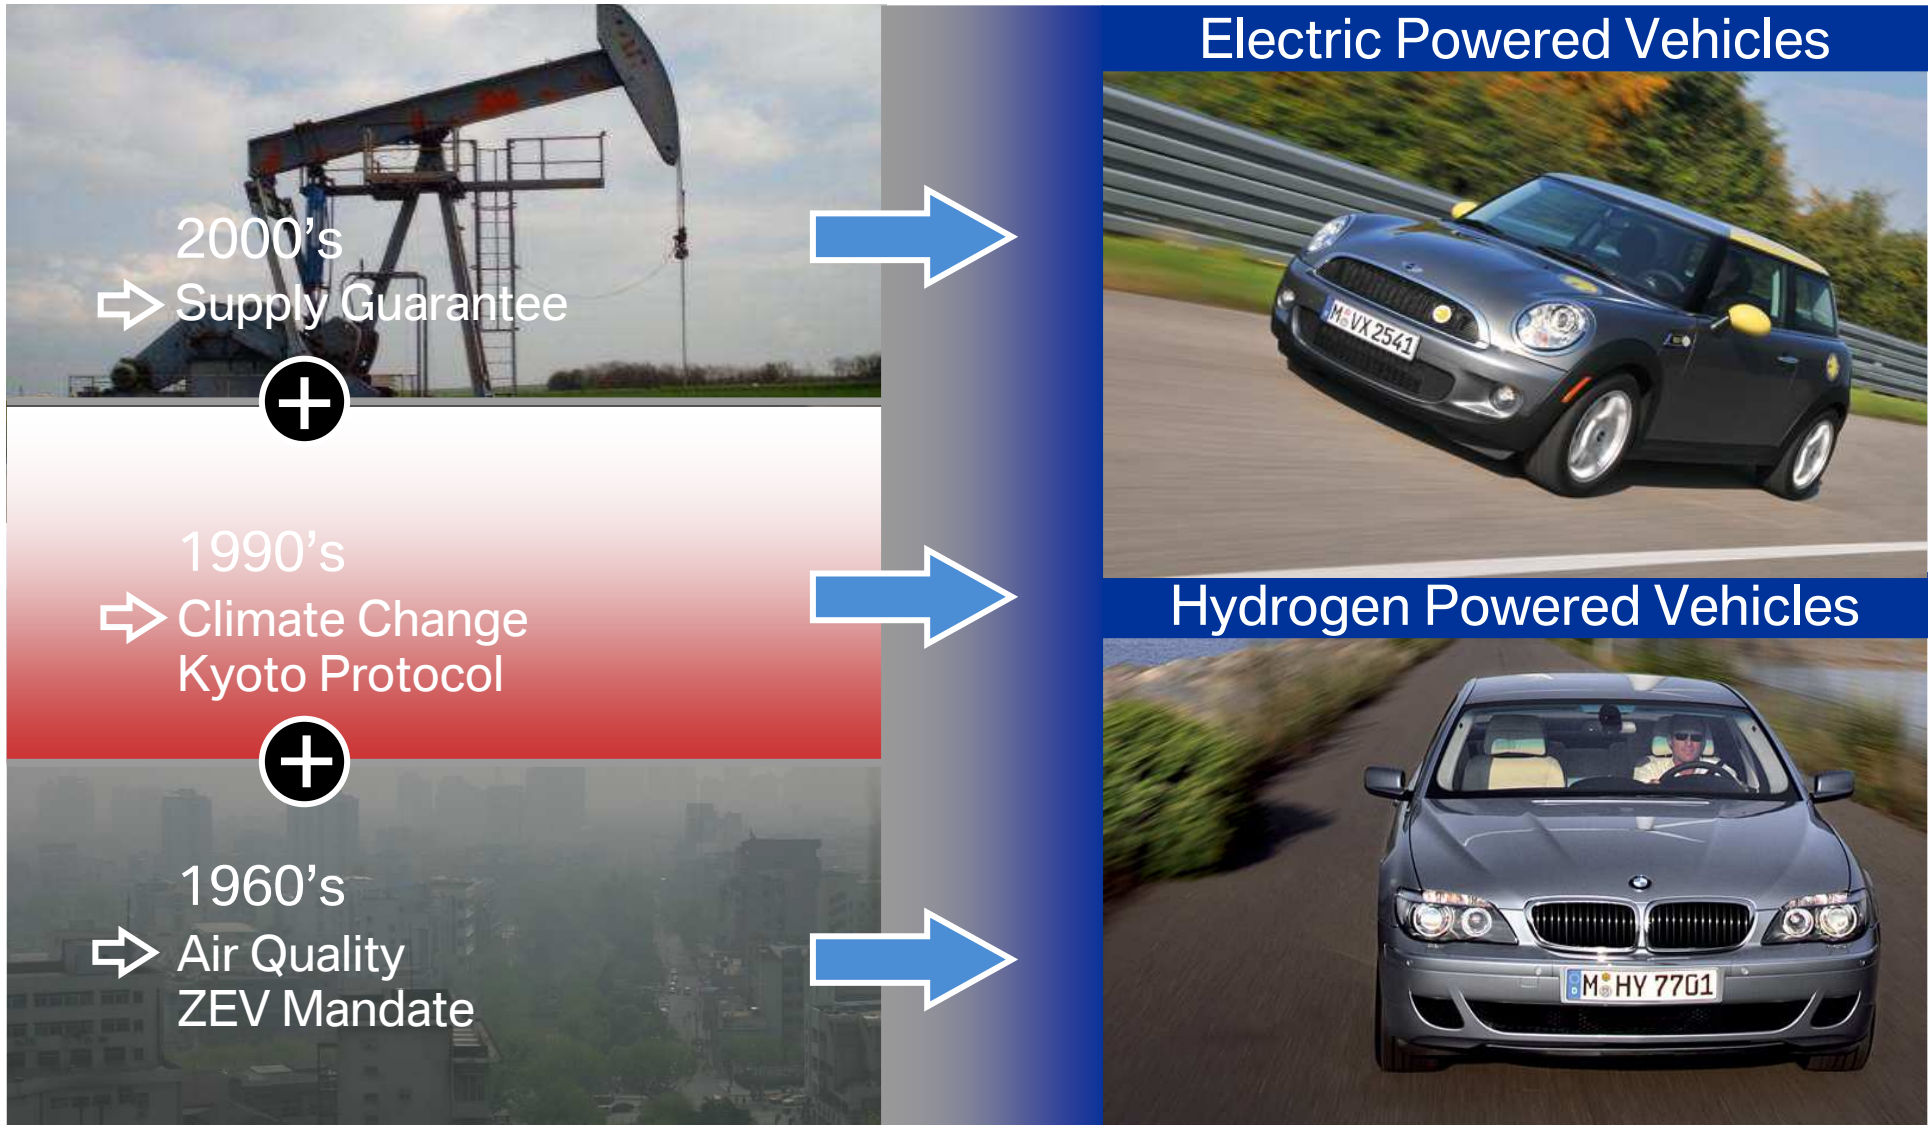 2000's
Supply Guarantee
1990's
Climate Change
Kyoto Protocol
1960's
Air Quality
ZEV Mandate
Electric Powered Vehicles
M VX 2541
Hydrogen Powered Vehicles
D
M HY 7701